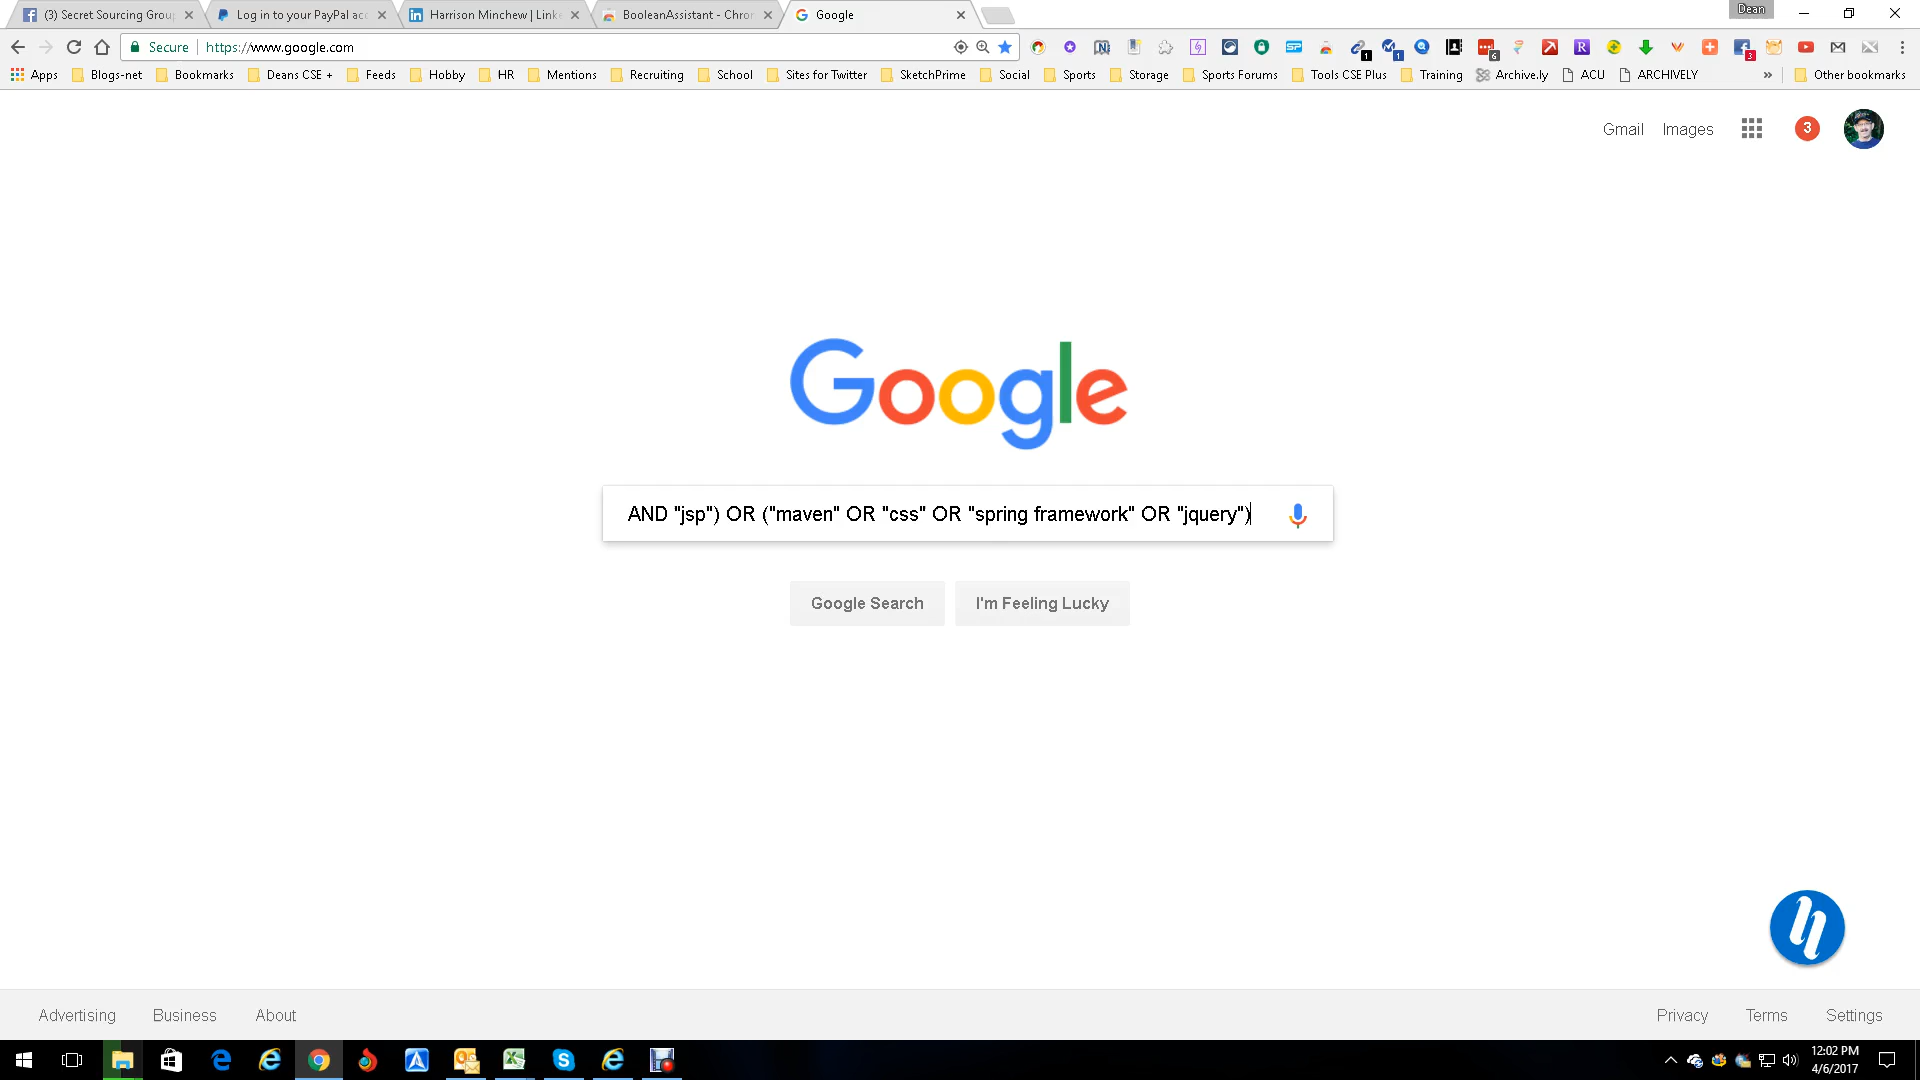 Dean
(3) Secret Sourcing Grou
Log in to your PayPal acc
Harrison Minchew | Linke
BooleanAssistant - Chron
Google
Secure
https://www.google.com
Apps
Blogs-net
Bookmarks
Deans CSE +
Feeds
Hobby
HR
Mentions
Recruiting
School
Sites for Twitter
SketchPrime
Social
Sports
Storage
Sports Forums
Tools CSE Plus
Training
Archive.ly
ACU
ARCHIVELY
»
Other bookmarks
Gmail
Images
3
Google
AND "jsp") OR ("maven" OR "css" OR "spring framework" OR "jquery")
Google Search
I'm Feeling Lucky
Advertising
Business
About
Privacy
Terms
Settings
12:02 PM
4/6/2017